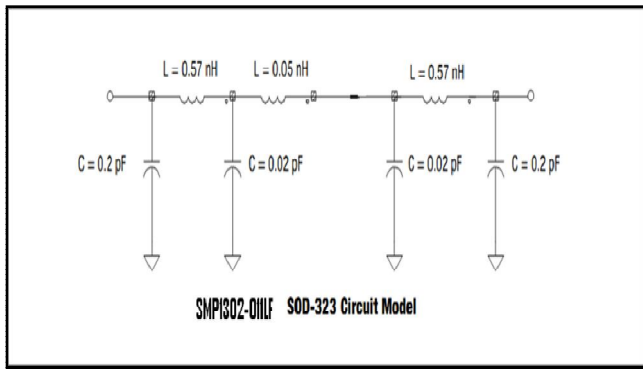 L = 0.57 nH
L = 0.05 nH
L = 0.57 nH
C = 0.2 pF
C = 0.02 pF
C = 0.02 pF
C = 0.2 pF
SMP1302-011LF SOD-323 Circuit Model